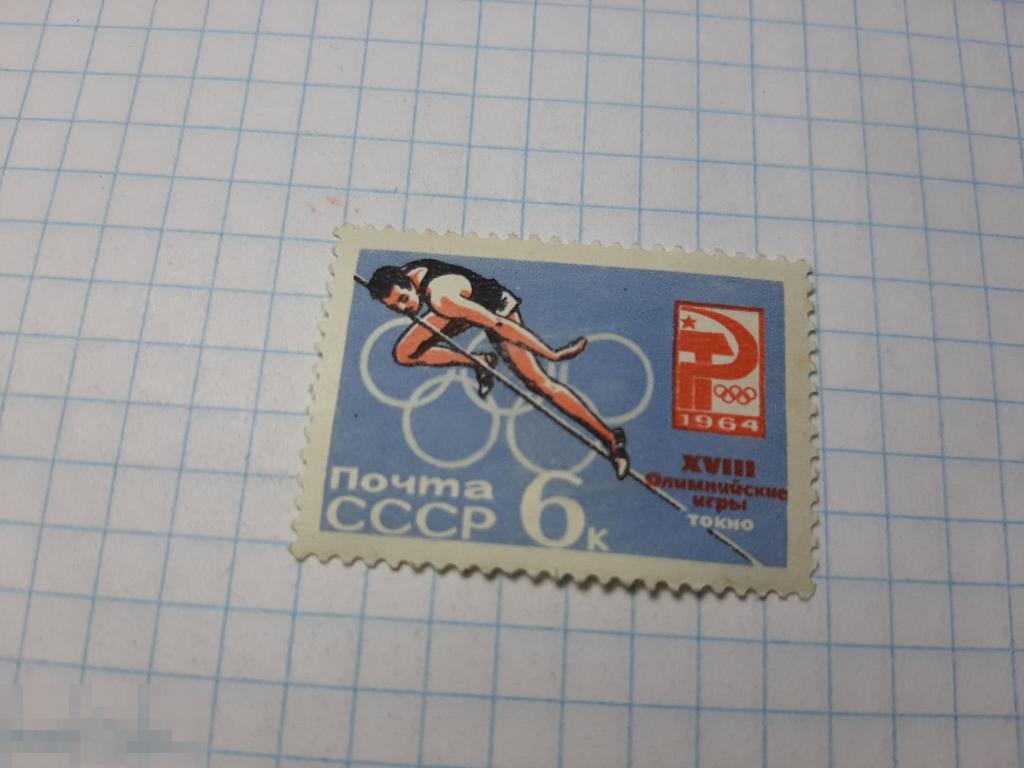 1964
XVIII
Олимпийские
игры
токио
Почта
СССР
6к